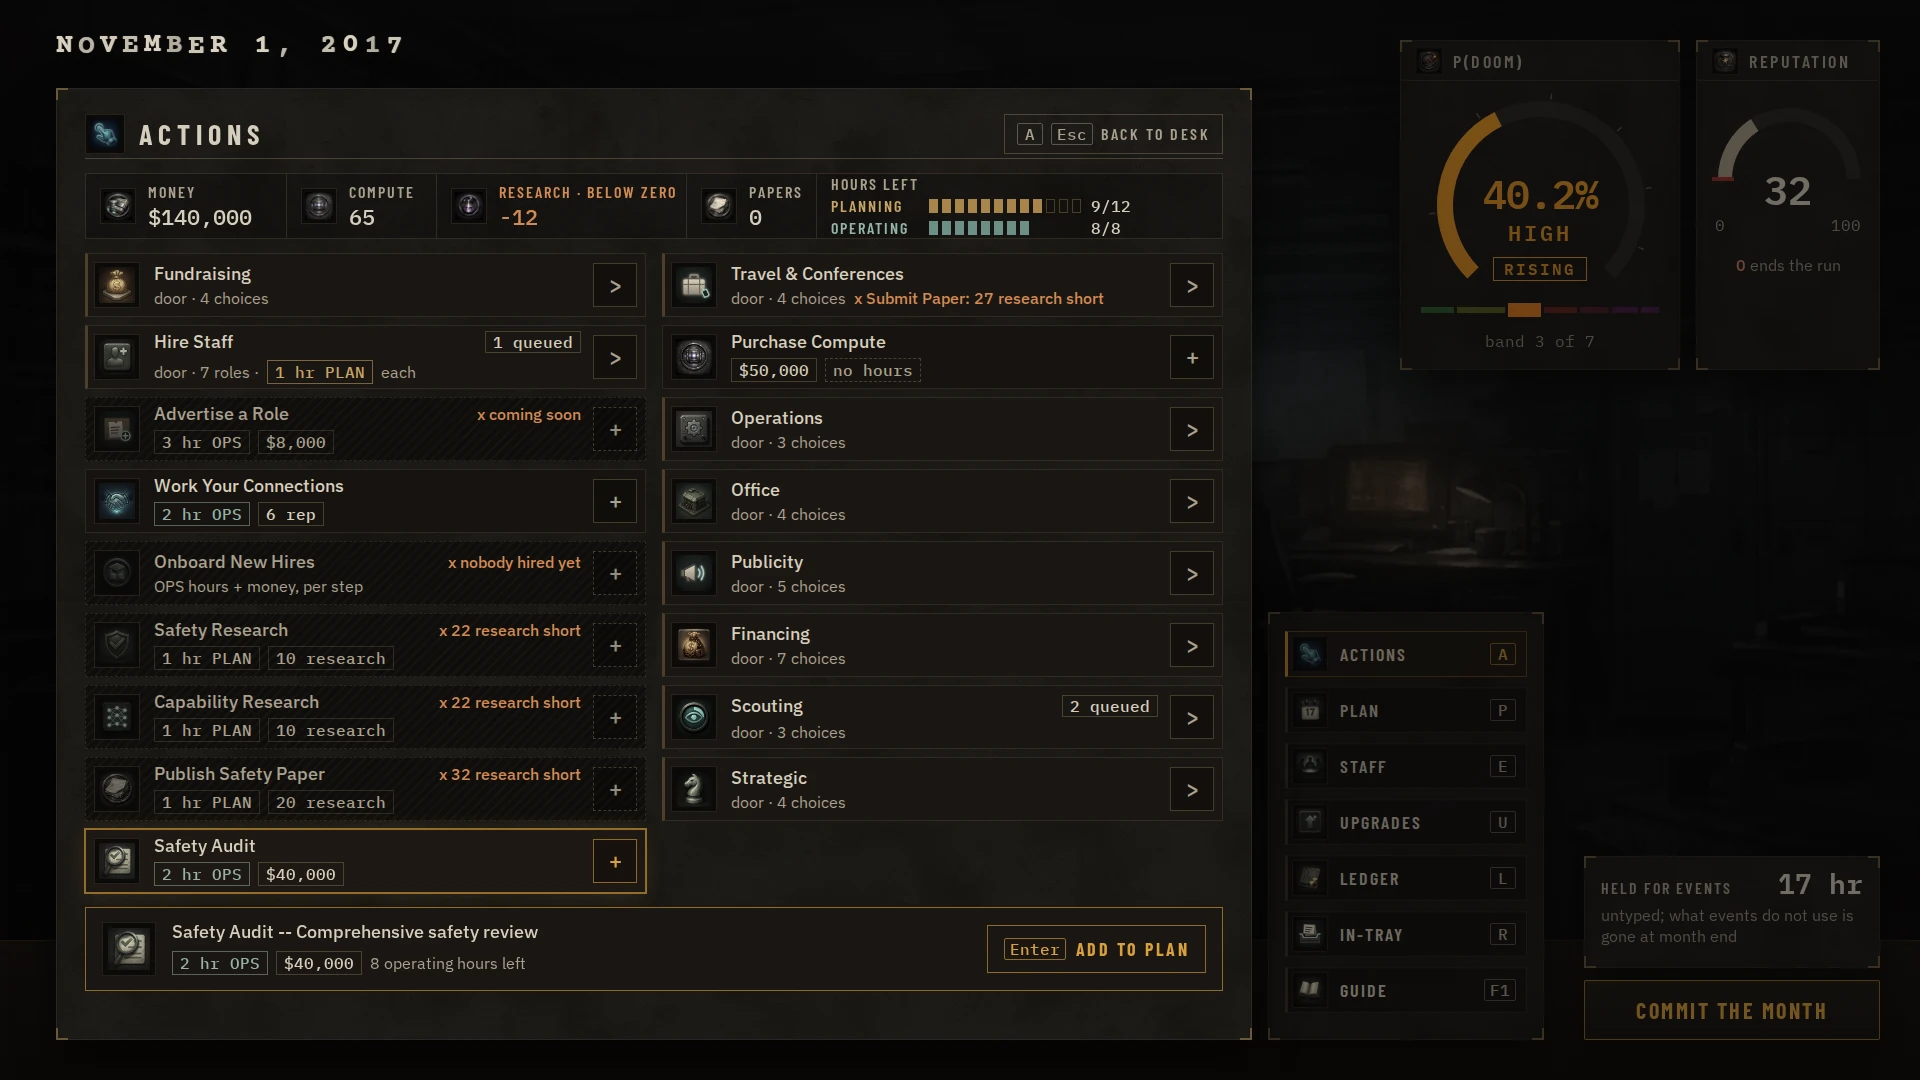 NOVEMBER 1, 2017
ACTIONS
A Esc BACK TO DESK
MONEY
$140,000
COMPUTE
65
RESEARCH · BELOW ZERO
-12
PAPERS
0
HOURS LEFT
PLANNING 9/12
OPERATING 8/8
Fundraising
door · 4 choices
>
Hire Staff
1 queued
door · 7 roles · 1 hr PLAN each
>
Advertise a Role
x coming soon
3 hr OPS $8,000
+
Work Your Connections
2 hr OPS 6 rep
+
Onboard New Hires
x nobody hired yet
OPS hours + money, per step
+
Safety Research
x 22 research short
1 hr PLAN 10 research
+
Capability Research
x 22 research short
1 hr PLAN 10 research
+
Publish Safety Paper
x 32 research short
1 hr PLAN 20 research
+
Safety Audit
2 hr OPS $40,000
+
Travel & Conferences
door · 4 choices x Submit Paper: 27 research short
>
Purchase Compute
$50,000 no hours
+
Operations
door · 3 choices
>
Office
door · 4 choices
>
Publicity
door · 5 choices
>
Financing
door · 7 choices
>
Scouting
2 queued
door · 3 choices
>
Strategic
door · 4 choices
>
Safety Audit -- Comprehensive safety review
2 hr OPS $40,000 8 operating hours left
Enter ADD TO PLAN
P(DOOM)
40.2%
HIGH
RISING
band 3 of 7
REPUTATION
32
0 100
0 ends the run
ACTIONS A
17
PLAN P
STAFF E
UPGRADES U
LEDGER L
IN-TRAY R
GUIDE F1
HELD FOR EVENTS 17 hr
untyped; what events do not use is
gone at month end
COMMIT THE MONTH